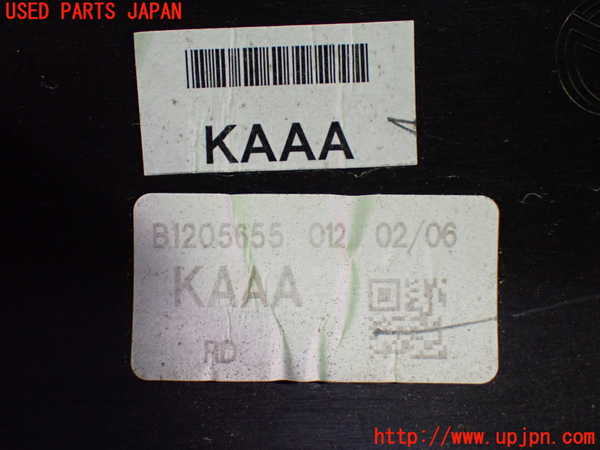 USED PARTS JAPAN
KAAA
B1205655 012 02/06
KAAA
RD
http://www.upjpn.com